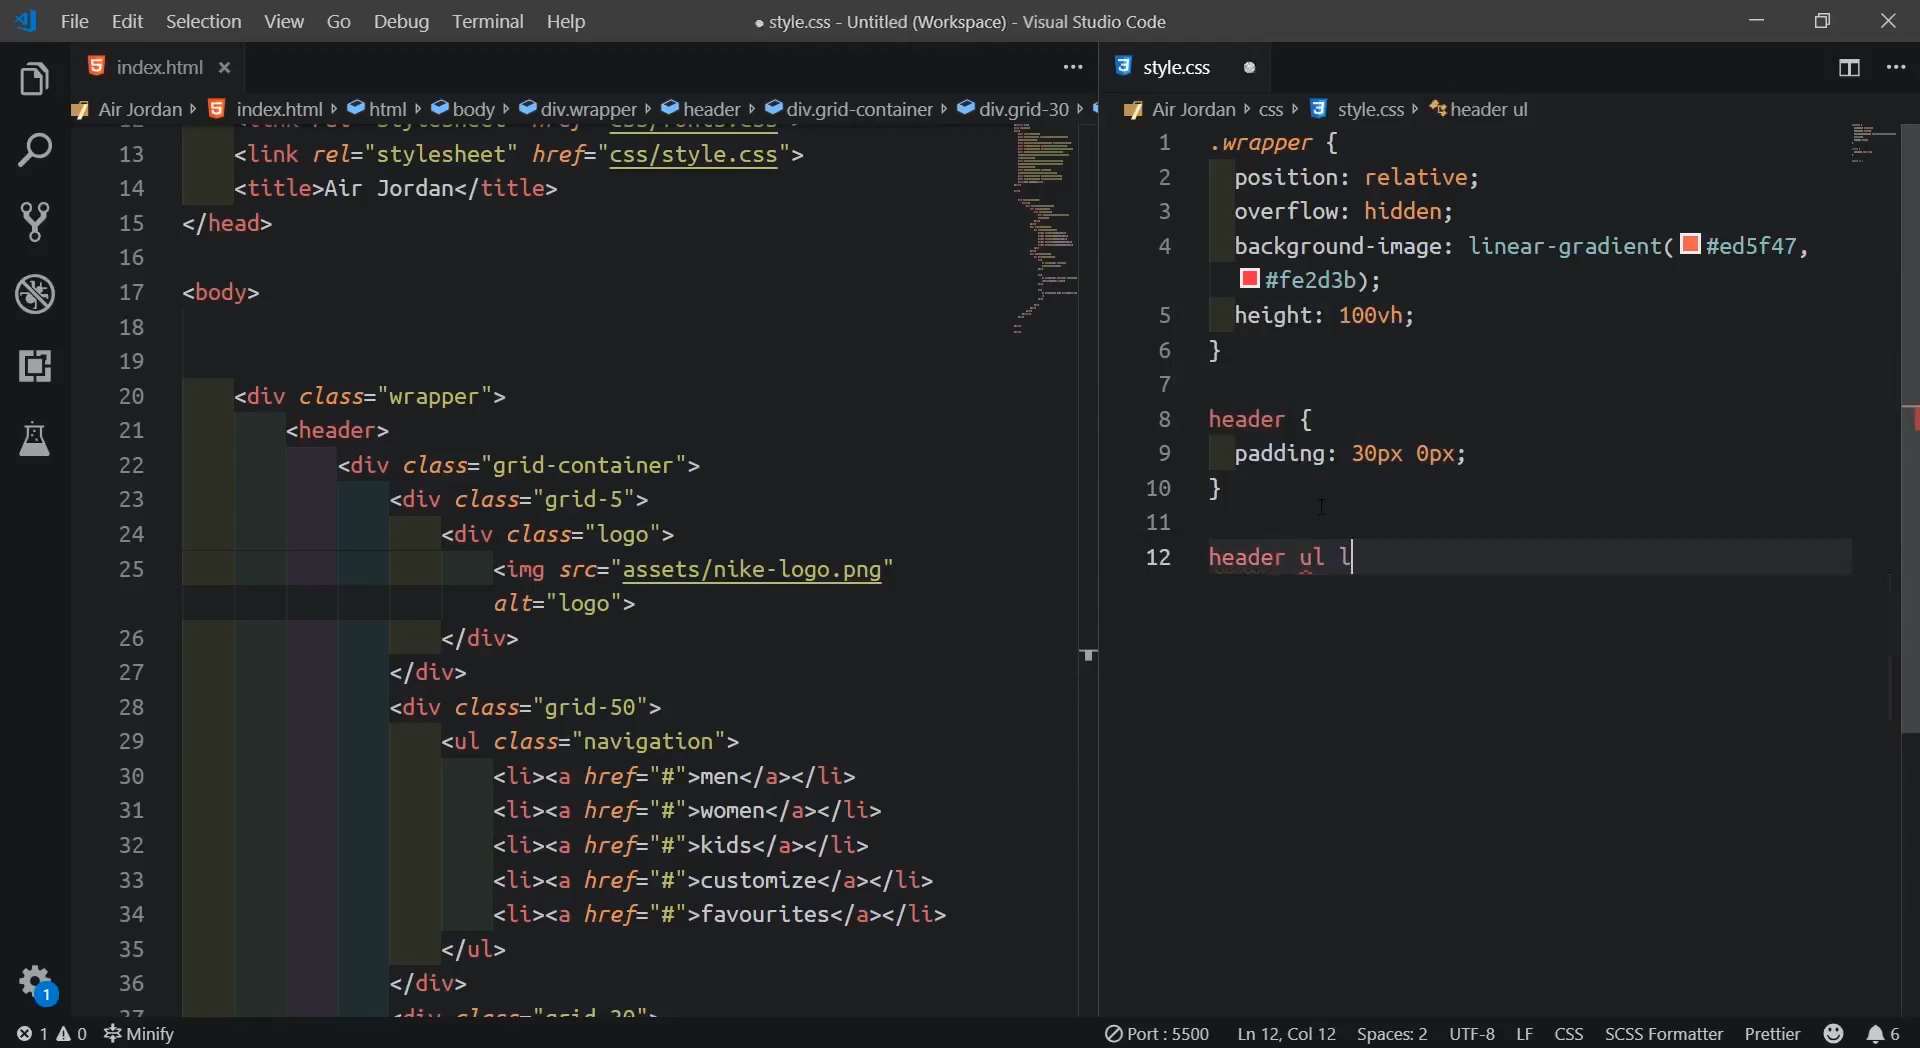 File Edit Selection View Go Debug Terminal Help
● style.css - Untitled (Workspace) - Visual Studio Code
index.html
Air Jordan › index.html › html › body › div.wrapper › header › div.grid-container › div.grid-30 ›
13 <link rel="stylesheet" href="css/style.css">
14 <title>Air Jordan</title>
15 </head>
16
17 <body>
18
19
20 <div class="wrapper">
21 <header>
22 <div class="grid-container">
23 <div class="grid-5">
24 <div class="logo">
25 <img src="assets/nike-logo.png"
alt="logo">
26 </div>
27 </div>
28 <div class="grid-50">
29 <ul class="navigation">
30 <li><a href="#">men</a></li>
31 <li><a href="#">women</a></li>
32 <li><a href="#">kids</a></li>
33 <li><a href="#">customize</a></li>
34 <li><a href="#">favourites</a></li>
35 </ul>
36 </div>
style.css
Air Jordan › css › style.css › header ul
1 .wrapper {
2 position: relative;
3 overflow: hidden;
4 background-image: linear-gradient(#ed5f47,
#fe2d3b);
5 height: 100vh;
6 }
7
8 header {
9 padding: 30px 0px;
10 }
11
12 header ul l
1
1 0 Minify
Port : 5500 Ln 12, Col 12 Spaces: 2 UTF-8 LF CSS SCSS Formatter Prettier 6